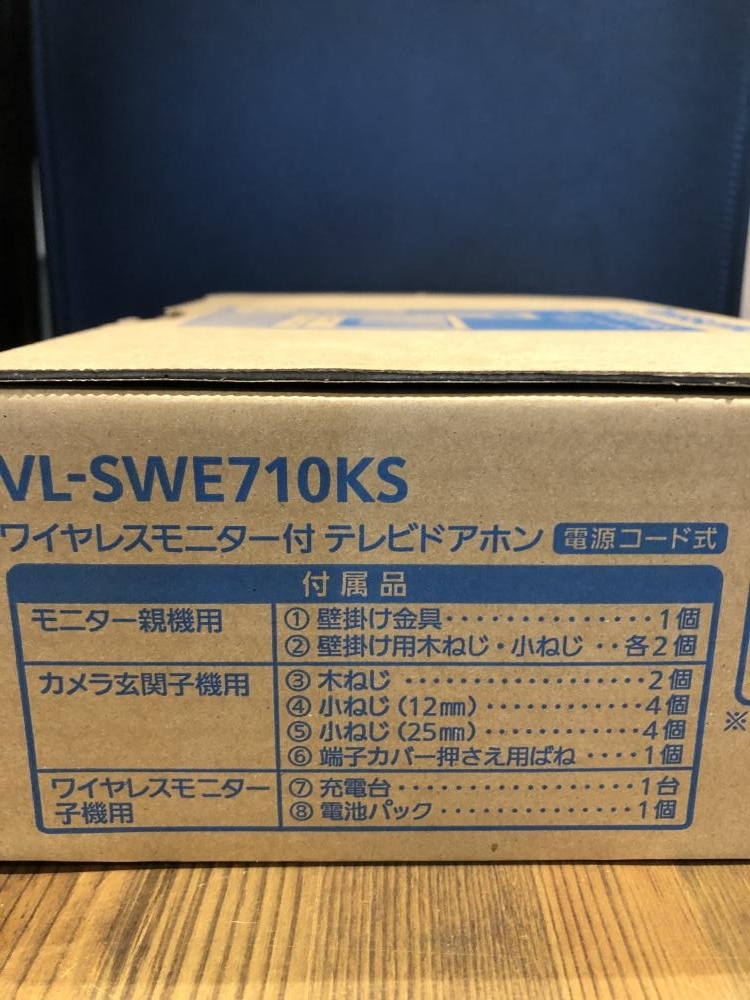 VL-SWE710KS
ワイヤレスモニター付 テレビドアホン 電源コード式
付属品
モニター親機用
① 壁掛け金具・・・・・・・・・・・・・・・1個
② 壁掛け用木ねじ・小ねじ ・・各2個
カメラ玄関子機用
③ 木ねじ ・・・・・・・・・・・・・・・・・・2個
④ 小ねじ（12㎜）・・・・・・・・・・・・4個
⑤ 小ねじ（25㎜）・・・・・・・・・・・・4個
⑥ 端子カバー押さえ用ばね ・・・・1個
ワイヤレスモニター
子機用
⑦ 充電台・・・・・・・・・・・・・・・・・・1台
⑧ 電池パック・・・・・・・・・・・・・・・1個
※